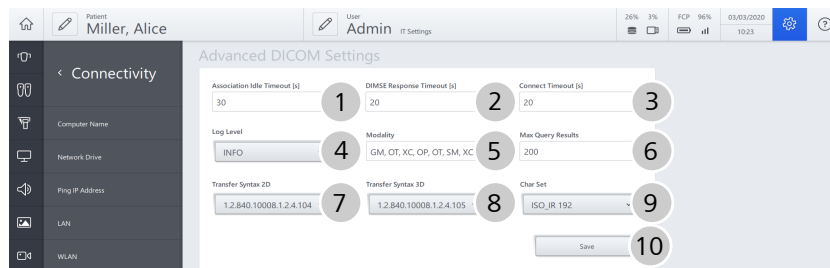 Patient
Miller, Alice
User
Admin IT Settings
26% 3%
FCP 96%
03/03/2020
10:23
?
Advanced DICOM Settings
Connectivity
Computer Name
Network Drive
Ping IP Address
LAN
WLAN
Association Idle Timeout [s]
30
1
DIMSE Response Timeout [s]
20
2
Connect Timeout [s]
20
3
Log Level
INFO
4
Modality
GM, OT, XC, OP, OT, SM, XC
5
Max Query Results
200
6
Transfer Syntax 2D
1.2.840.10008.1.2.4.104
7
Transfer Syntax 3D
1.2.840.10008.1.2.4.105
8
Char Set
ISO_IR 192
9
Save
10